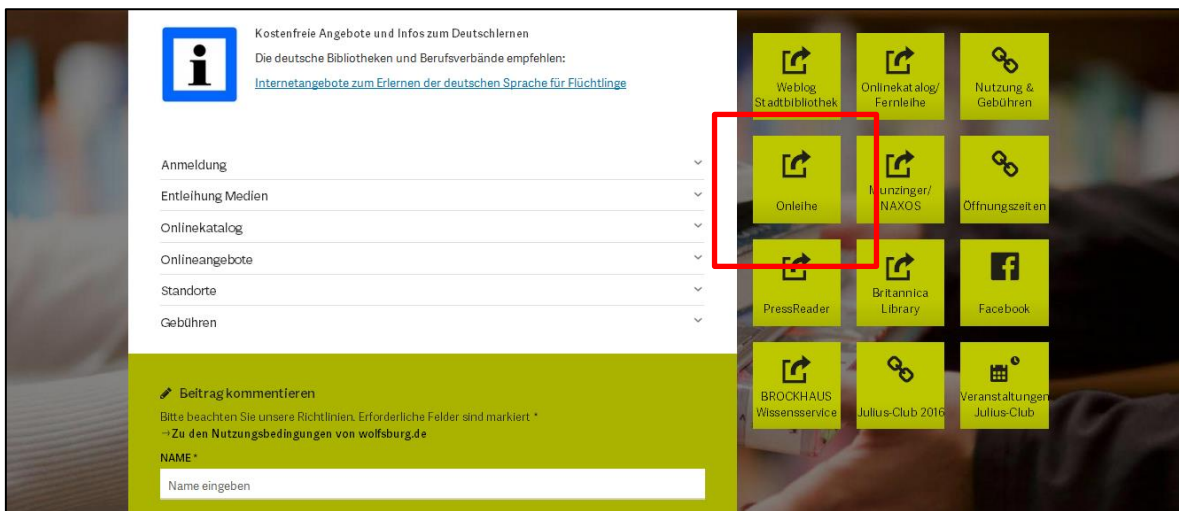 Kostenfreie Angebote und Infos zum Deutschlernen
Die deutsche Bibliotheken und Berufsverbände empfehlen:
Internetangebote zum Erlernen der deutschen Sprache für Flüchtlinge
Anmeldung
Entleihung Medien
Onlinekatalog
Onlineangebote
Standorte
Gebühren
Beitrag kommentieren
Bitte beachten Sie unsere Richtlinien. Erforderliche Felder sind markiert *
→Zu den Nutzungsbedingungen von wolfsburg.de
NAME*
Name eingeben
Weblog
Stadtbibliothek
Onlinekatalog/
Fernleihe
Nutzung &
Gebühren
Onleihe
Munzinger/
NAXOS
Öffnungszeiten
PressReader
Britannica
Library
Facebook
BROCKHAUS
Wissensservice
Julius-Club 2016
Veranstaltungen
Julius-Club